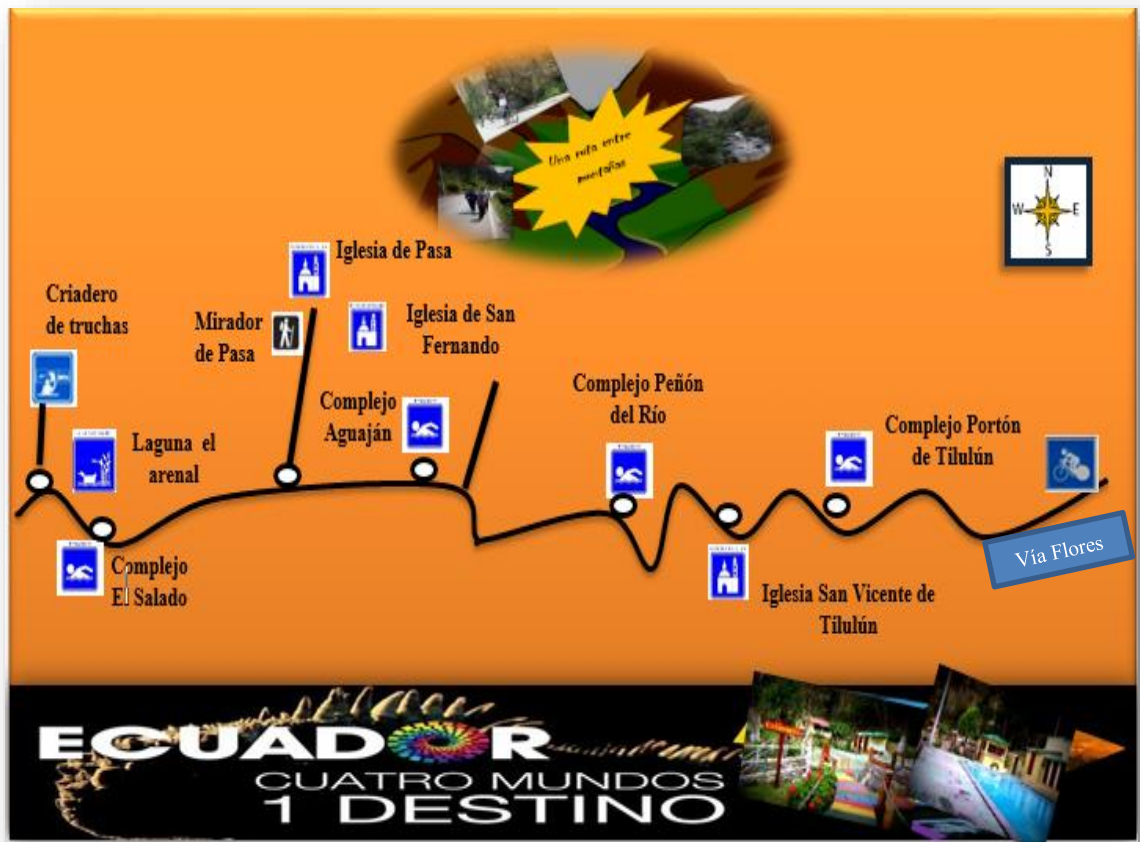 Una ruta entre
montañas
N
W E
S
Iglesia de Pasa
Criadero
de truchas
Mirador
de Pasa
Iglesia de San
Fernando
Complejo
Aguaján
Complejo Peñón
del Río
Complejo Portón
de Tilulún
Laguna el
arenal
Vía Flores
Complejo
El Salado
Iglesia San Vicente de
Tilulún
ECUADOR
CUATRO MUNDOS
1 DESTINO